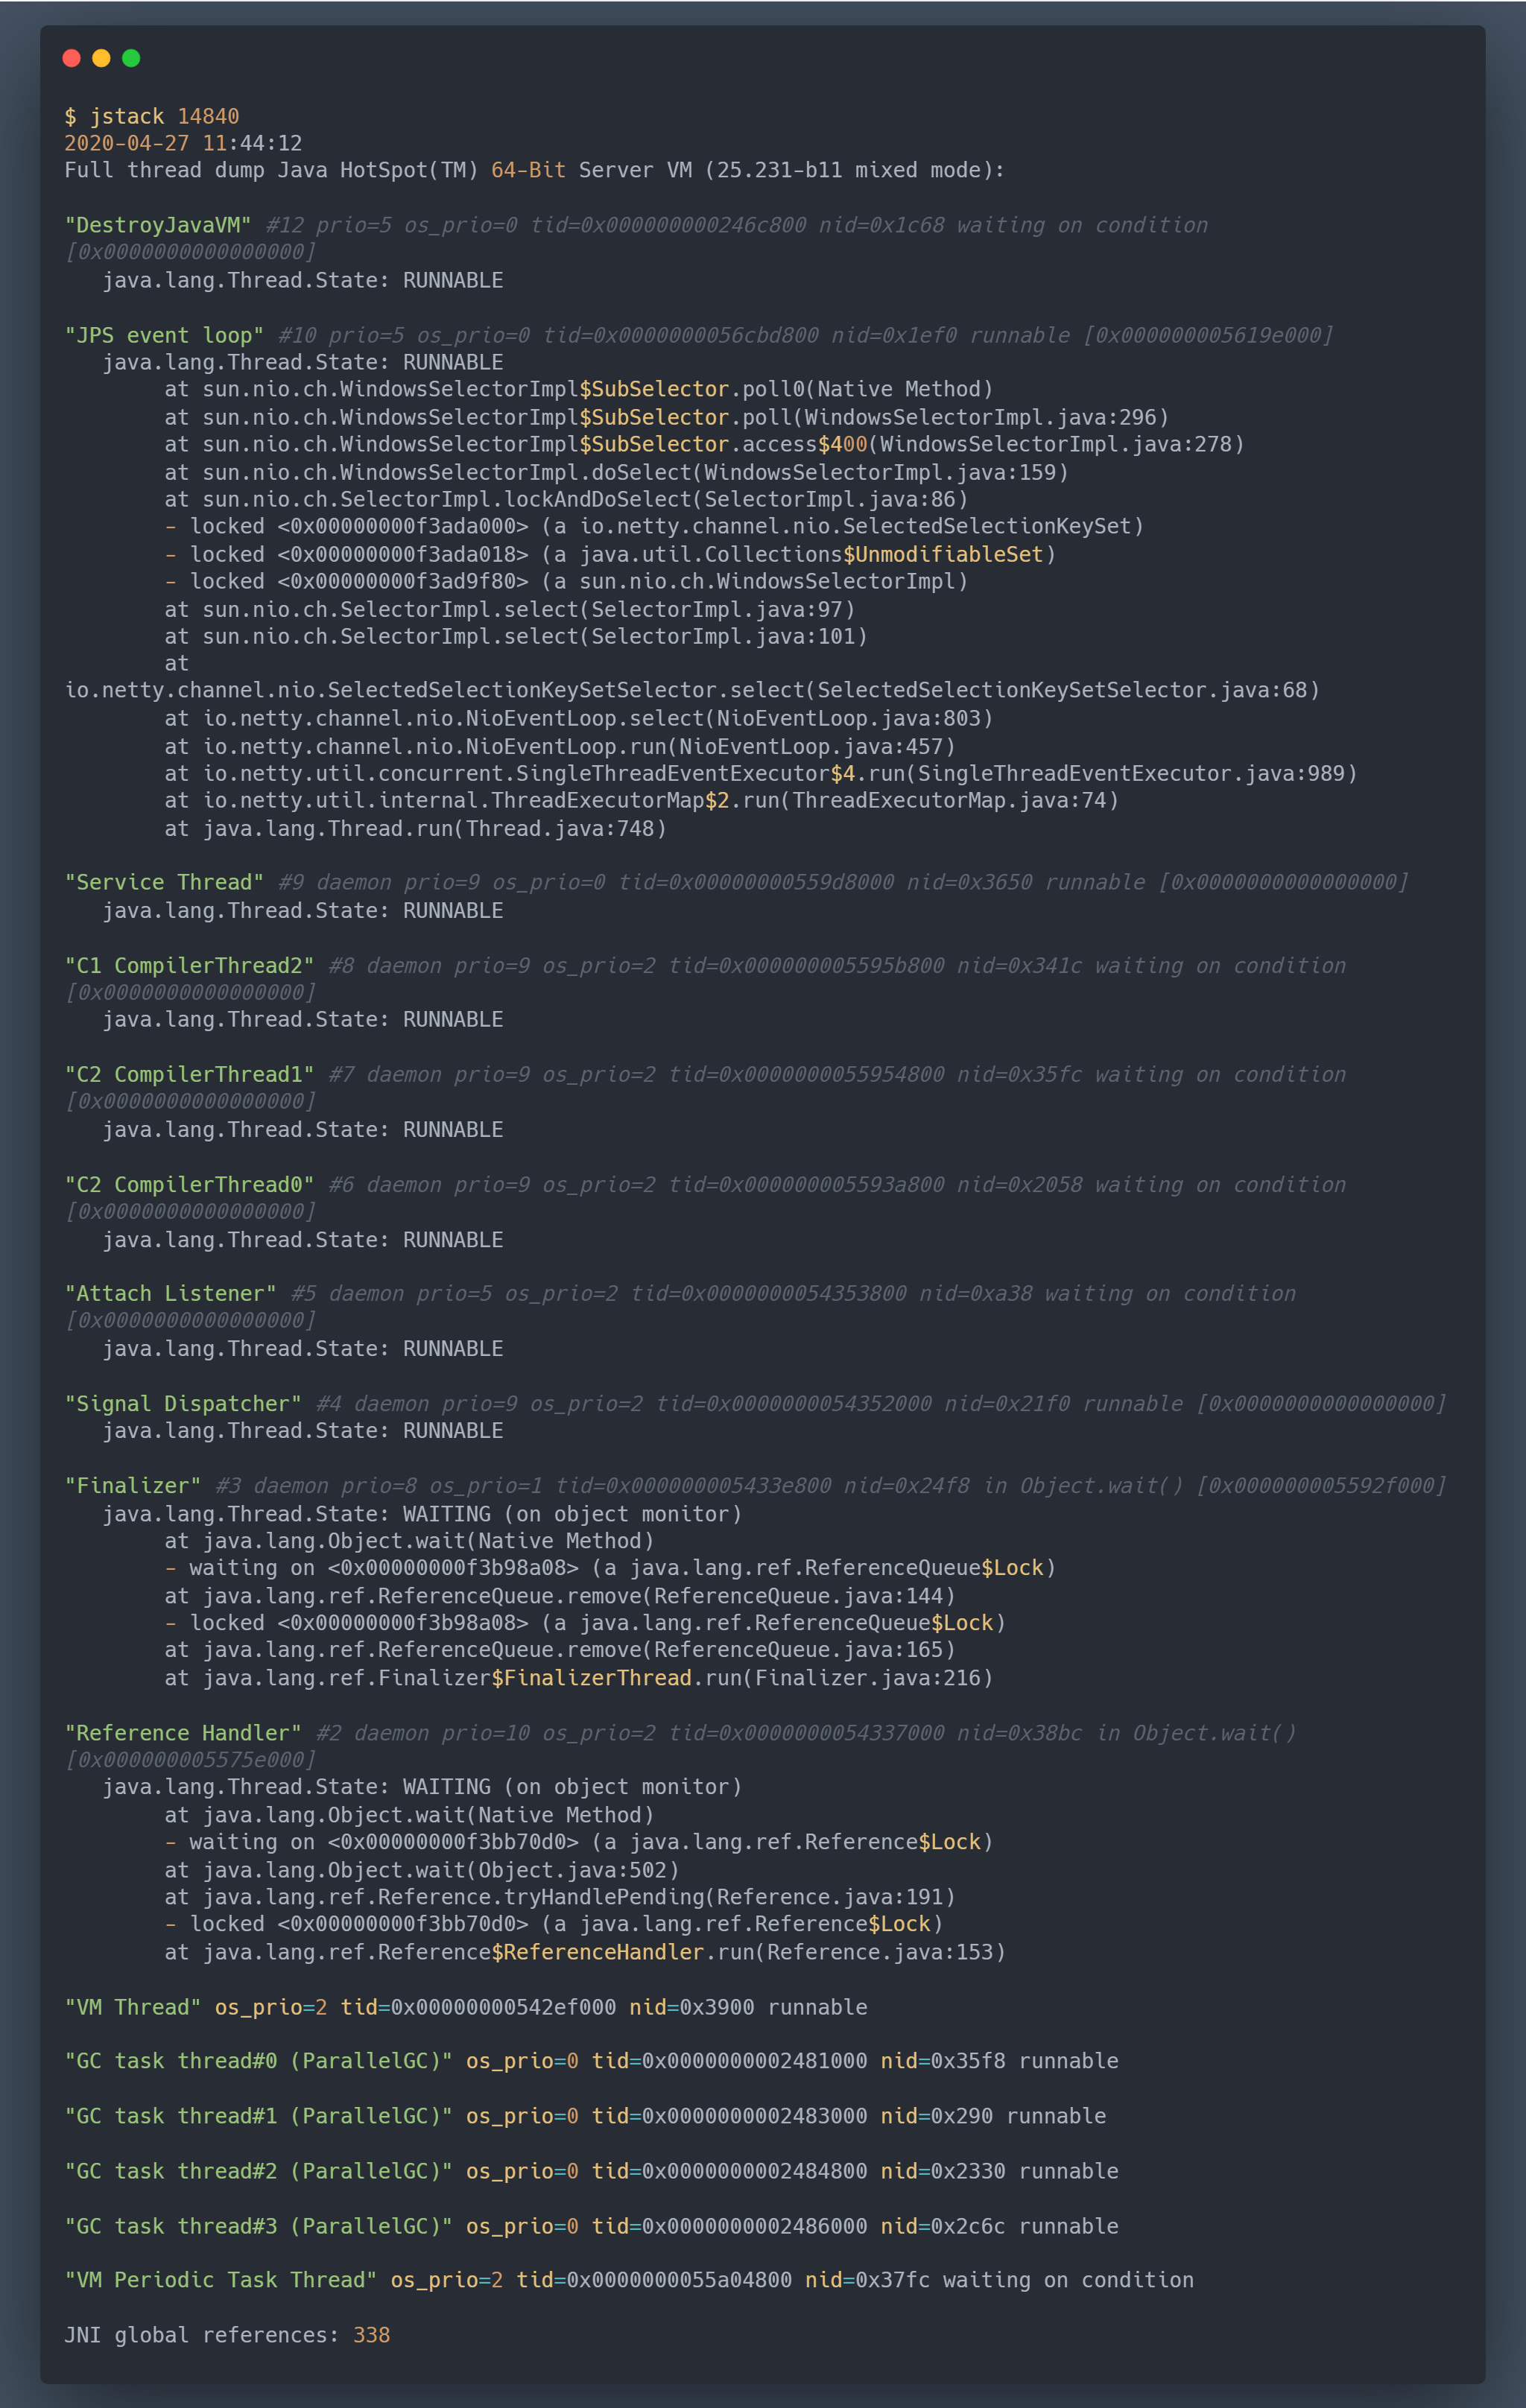 $ jstack 14840
2020-04-27 11:44:12
Full thread dump Java HotSpot(TM) 64-Bit Server VM (25.231-b11 mixed mode):
"DestroyJavaVM" #12 prio=5 os_prio=0 tid=0x000000000246c800 nid=0x1c68 waiting on condition
[0x0000000000000000]
java.lang.Thread.State: RUNNABLE
"JPS event loop" #10 prio=5 os_prio=0 tid=0x0000000056cbd800 nid=0x1ef0 runnable [0x000000005619e000]
java.lang.Thread.State: RUNNABLE
at sun.nio.ch.WindowsSelectorImpl$SubSelector.poll0(Native Method)
at sun.nio.ch.WindowsSelectorImpl$SubSelector.poll(WindowsSelectorImpl.java:296)
at sun.nio.ch.WindowsSelectorImpl$SubSelector.access$400(WindowsSelectorImpl.java:278)
at sun.nio.ch.WindowsSelectorImpl.doSelect(WindowsSelectorImpl.java:159)
at sun.nio.ch.SelectorImpl.lockAndDoSelect(SelectorImpl.java:86)
- locked <0x00000000f3ada000> (a io.netty.channel.nio.SelectedSelectionKeySet)
- locked <0x00000000f3ada018> (a java.util.Collections$UnmodifiableSet)
- locked <0x00000000f3ad9f80> (a sun.nio.ch.WindowsSelectorImpl)
at sun.nio.ch.SelectorImpl.select(SelectorImpl.java:97)
at sun.nio.ch.SelectorImpl.select(SelectorImpl.java:101)
at
io.netty.channel.nio.SelectedSelectionKeySetSelector.select(SelectedSelectionKeySetSelector.java:68)
at io.netty.channel.nio.NioEventLoop.select(NioEventLoop.java:803)
at io.netty.channel.nio.NioEventLoop.run(NioEventLoop.java:457)
at io.netty.util.concurrent.SingleThreadEventExecutor$4.run(SingleThreadEventExecutor.java:989)
at io.netty.util.internal.ThreadExecutorMap$2.run(ThreadExecutorMap.java:74)
at java.lang.Thread.run(Thread.java:748)
"Service Thread" #9 daemon prio=9 os_prio=0 tid=0x00000000559d8000 nid=0x3650 runnable [0x0000000000000000]
java.lang.Thread.State: RUNNABLE
"C1 CompilerThread2" #8 daemon prio=9 os_prio=2 tid=0x000000005595b800 nid=0x341c waiting on condition
[0x0000000000000000]
java.lang.Thread.State: RUNNABLE
"C2 CompilerThread1" #7 daemon prio=9 os_prio=2 tid=0x0000000055954800 nid=0x35fc waiting on condition
[0x0000000000000000]
java.lang.Thread.State: RUNNABLE
"C2 CompilerThread0" #6 daemon prio=9 os_prio=2 tid=0x000000005593a800 nid=0x2058 waiting on condition
[0x0000000000000000]
java.lang.Thread.State: RUNNABLE
"Attach Listener" #5 daemon prio=5 os_prio=2 tid=0x0000000054353800 nid=0xa38 waiting on condition
[0x0000000000000000]
java.lang.Thread.State: RUNNABLE
"Signal Dispatcher" #4 daemon prio=9 os_prio=2 tid=0x0000000054352000 nid=0x21f0 runnable [0x0000000000000000]
java.lang.Thread.State: RUNNABLE
"Finalizer" #3 daemon prio=8 os_prio=1 tid=0x000000005433e800 nid=0x24f8 in Object.wait() [0x000000005592f000]
java.lang.Thread.State: WAITING (on object monitor)
at java.lang.Object.wait(Native Method)
- waiting on <0x00000000f3b98a08> (a java.lang.ref.ReferenceQueue$Lock)
at java.lang.ref.ReferenceQueue.remove(ReferenceQueue.java:144)
- locked <0x00000000f3b98a08> (a java.lang.ref.ReferenceQueue$Lock)
at java.lang.ref.ReferenceQueue.remove(ReferenceQueue.java:165)
at java.lang.ref.Finalizer$FinalizerThread.run(Finalizer.java:216)
"Reference Handler" #2 daemon prio=10 os_prio=2 tid=0x0000000054337000 nid=0x38bc in Object.wait()
[0x000000005575e000]
java.lang.Thread.State: WAITING (on object monitor)
at java.lang.Object.wait(Native Method)
- waiting on <0x00000000f3bb70d0> (a java.lang.ref.Reference$Lock)
at java.lang.Object.wait(Object.java:502)
at java.lang.ref.Reference.tryHandlePending(Reference.java:191)
- locked <0x00000000f3bb70d0> (a java.lang.ref.Reference$Lock)
at java.lang.ref.Reference$ReferenceHandler.run(Reference.java:153)
"VM Thread" os_prio=2 tid=0x00000000542ef000 nid=0x3900 runnable
"GC task thread#0 (ParallelGC)" os_prio=0 tid=0x0000000002481000 nid=0x35f8 runnable
"GC task thread#1 (ParallelGC)" os_prio=0 tid=0x0000000002483000 nid=0x290 runnable
"GC task thread#2 (ParallelGC)" os_prio=0 tid=0x0000000002484800 nid=0x2330 runnable
"GC task thread#3 (ParallelGC)" os_prio=0 tid=0x0000000002486000 nid=0x2c6c runnable
"VM Periodic Task Thread" os_prio=2 tid=0x0000000055a04800 nid=0x37fc waiting on condition
JNI global references: 338